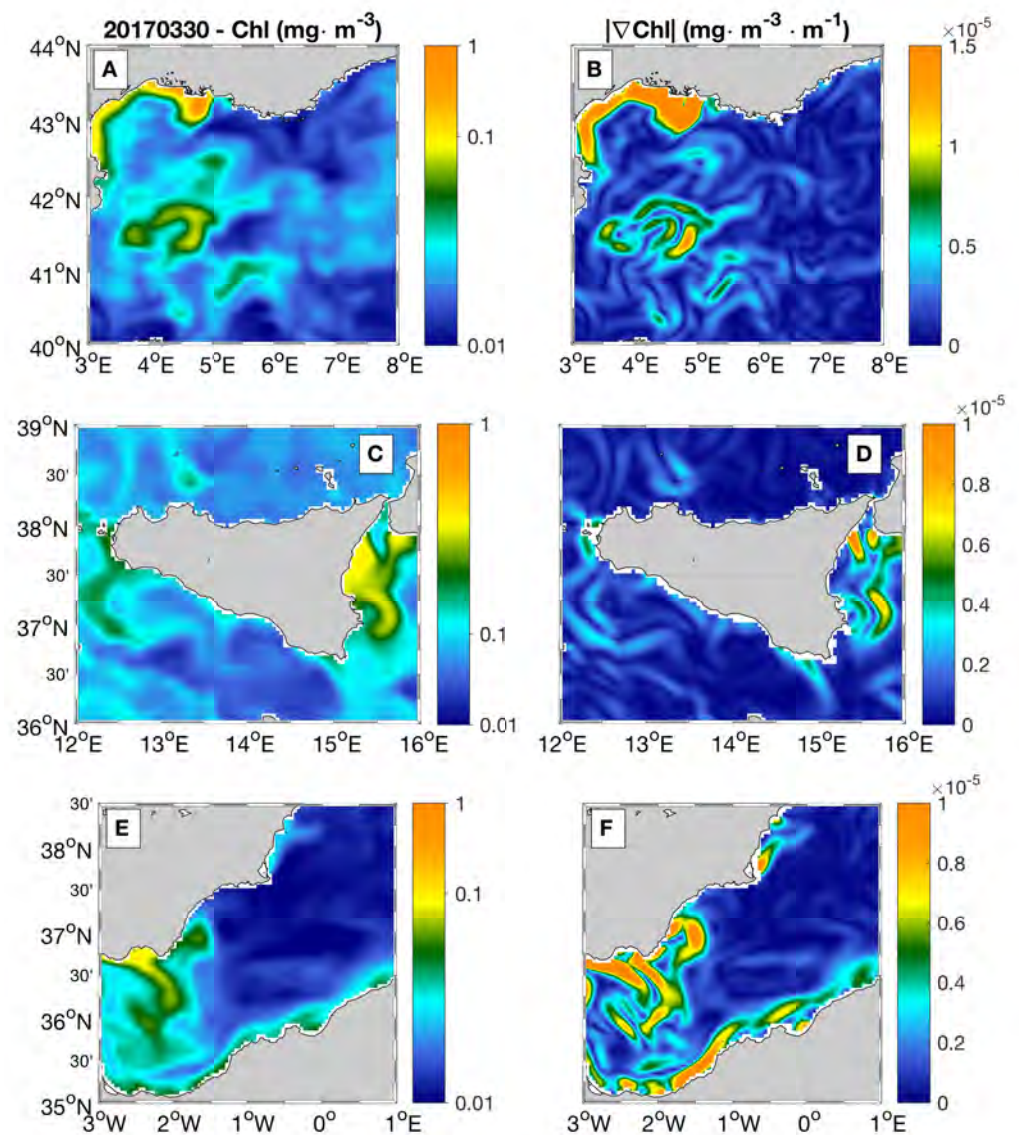 20170330 - Chl (mg· m⁻³)
|∇Chl| (mg· m⁻³ · m⁻¹)
×10⁻⁵
44°N
43°N
42°N
41°N
40°N
A
1
0.1
0.01
B
1.5
1
0.5
0
3°E 4°E 5°E 6°E 7°E 8°E
3°E 4°E 5°E 6°E 7°E 8°E
×10⁻⁵
39°N
30'
38°N
30'
37°N
30'
36°N
C
1
0.1
0.01
D
1
0.8
0.6
0.4
0.2
0
12°E 13°E 14°E 15°E 16°E
12°E 13°E 14°E 15°E 16°E
×10⁻⁵
30'
38°N
30'
37°N
30'
36°N
30'
35°N
E
1
0.1
0.01
F
1
0.8
0.6
0.4
0.2
0
3°W 2°W 1°W 0° 1°E
3°W 2°W 1°W 0° 1°E